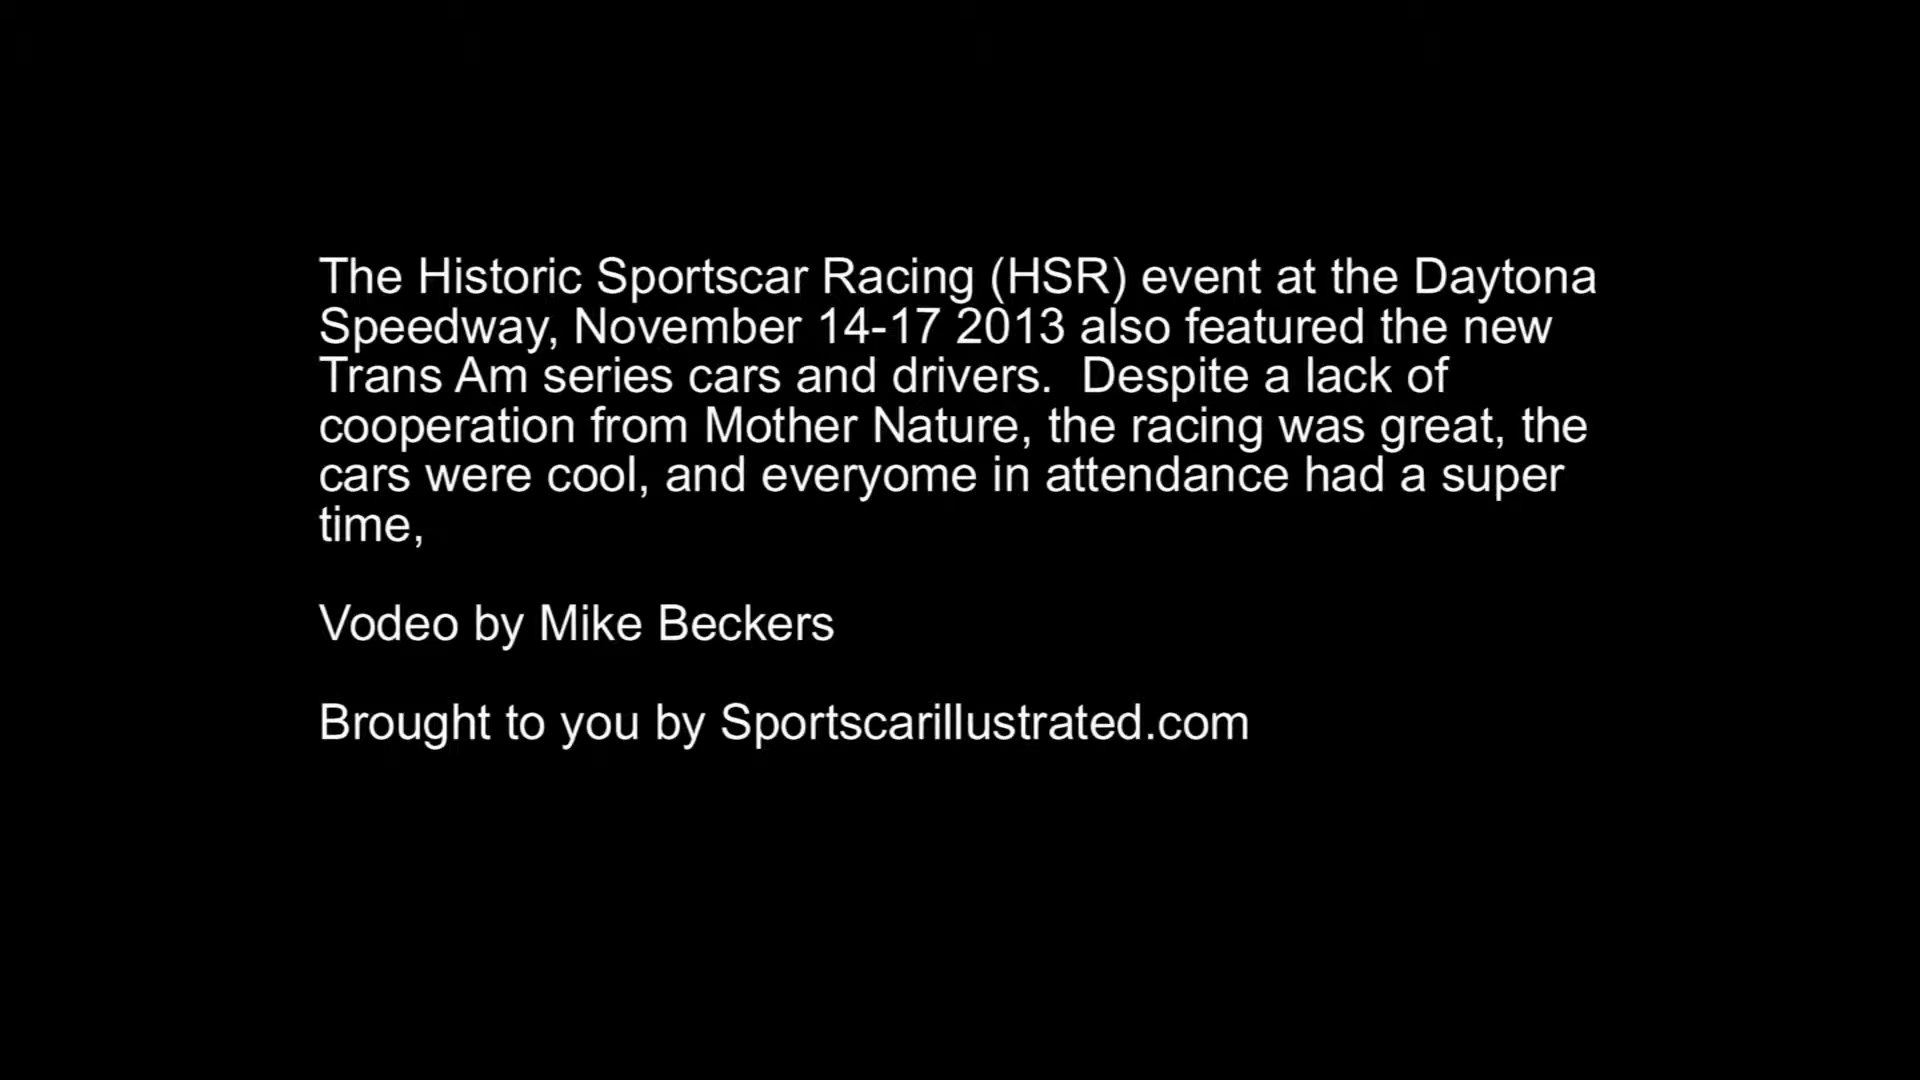 The Historic Sportscar Racing (HSR) event at the Daytona
Speedway, November 14-17 2013 also featured the new
Trans Am series cars and drivers.  Despite a lack of
cooperation from Mother Nature, the racing was great, the
cars were cool, and everyome in attendance had a super
time,
Vodeo by Mike Beckers
Brought to you by Sportscarillustrated.com